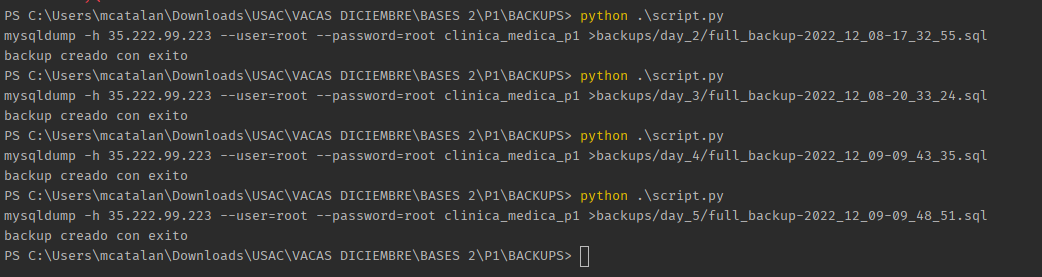 PS C:\Users\mcatalan\Downloads\USAC\VACAS DICIEMBRE\BASES 2\P1\BACKUPS> python .\script.py
mysqldump -h 35.222.99.223 --user=root --password=root clinica_medica_p1 >backups/day_2/full_backup-2022_12_08-17_32_55.sql
backup creado con exito
PS C:\Users\mcatalan\Downloads\USAC\VACAS DICIEMBRE\BASES 2\P1\BACKUPS> python .\script.py
mysqldump -h 35.222.99.223 --user=root --password=root clinica_medica_p1 >backups/day_3/full_backup-2022_12_08-20_33_24.sql
backup creado con exito
PS C:\Users\mcatalan\Downloads\USAC\VACAS DICIEMBRE\BASES 2\P1\BACKUPS> python .\script.py
mysqldump -h 35.222.99.223 --user=root --password=root clinica_medica_p1 >backups/day_4/full_backup-2022_12_09-09_43_35.sql
backup creado con exito
PS C:\Users\mcatalan\Downloads\USAC\VACAS DICIEMBRE\BASES 2\P1\BACKUPS> python .\script.py
mysqldump -h 35.222.99.223 --user=root --password=root clinica_medica_p1 >backups/day_5/full_backup-2022_12_09-09_48_51.sql
backup creado con exito
PS C:\Users\mcatalan\Downloads\USAC\VACAS DICIEMBRE\BASES 2\P1\BACKUPS>